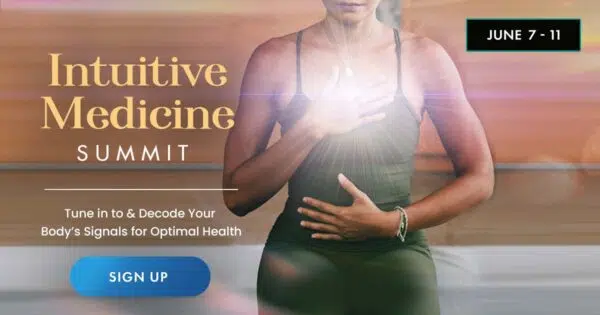 JUNE 7 - 11
Intuitive
Medicine
SUMMIT
Tune in to & Decode Your
Body's Signals for Optimal Health
SIGN UP